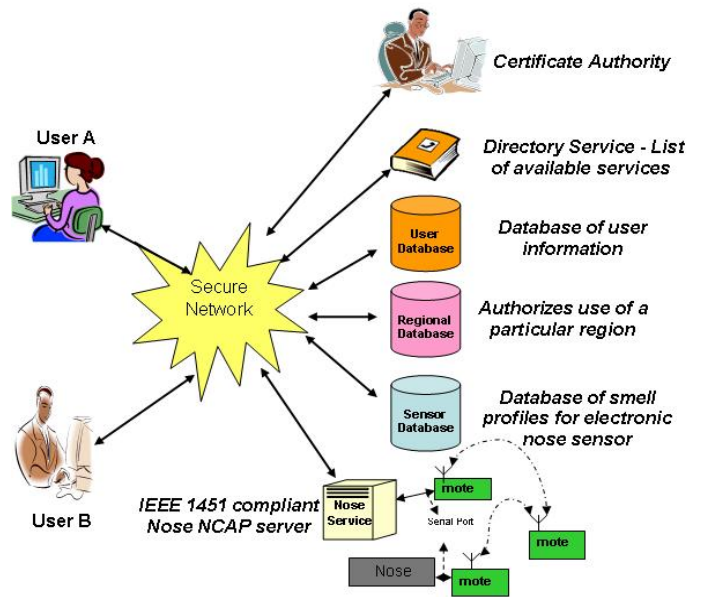 Certificate Authority
User A
Directory Service - List
of available services
User
Database
Database of user
information
Secure
Network
Regional
Database
Authorizes use of a
particular region
Sensor
Database
Database of smell
profiles for electronic
nose sensor
User B
IEEE 1451 compliant
Nose NCAP server
Nose
Service
mote
Serial Port
mote
Nose
mote